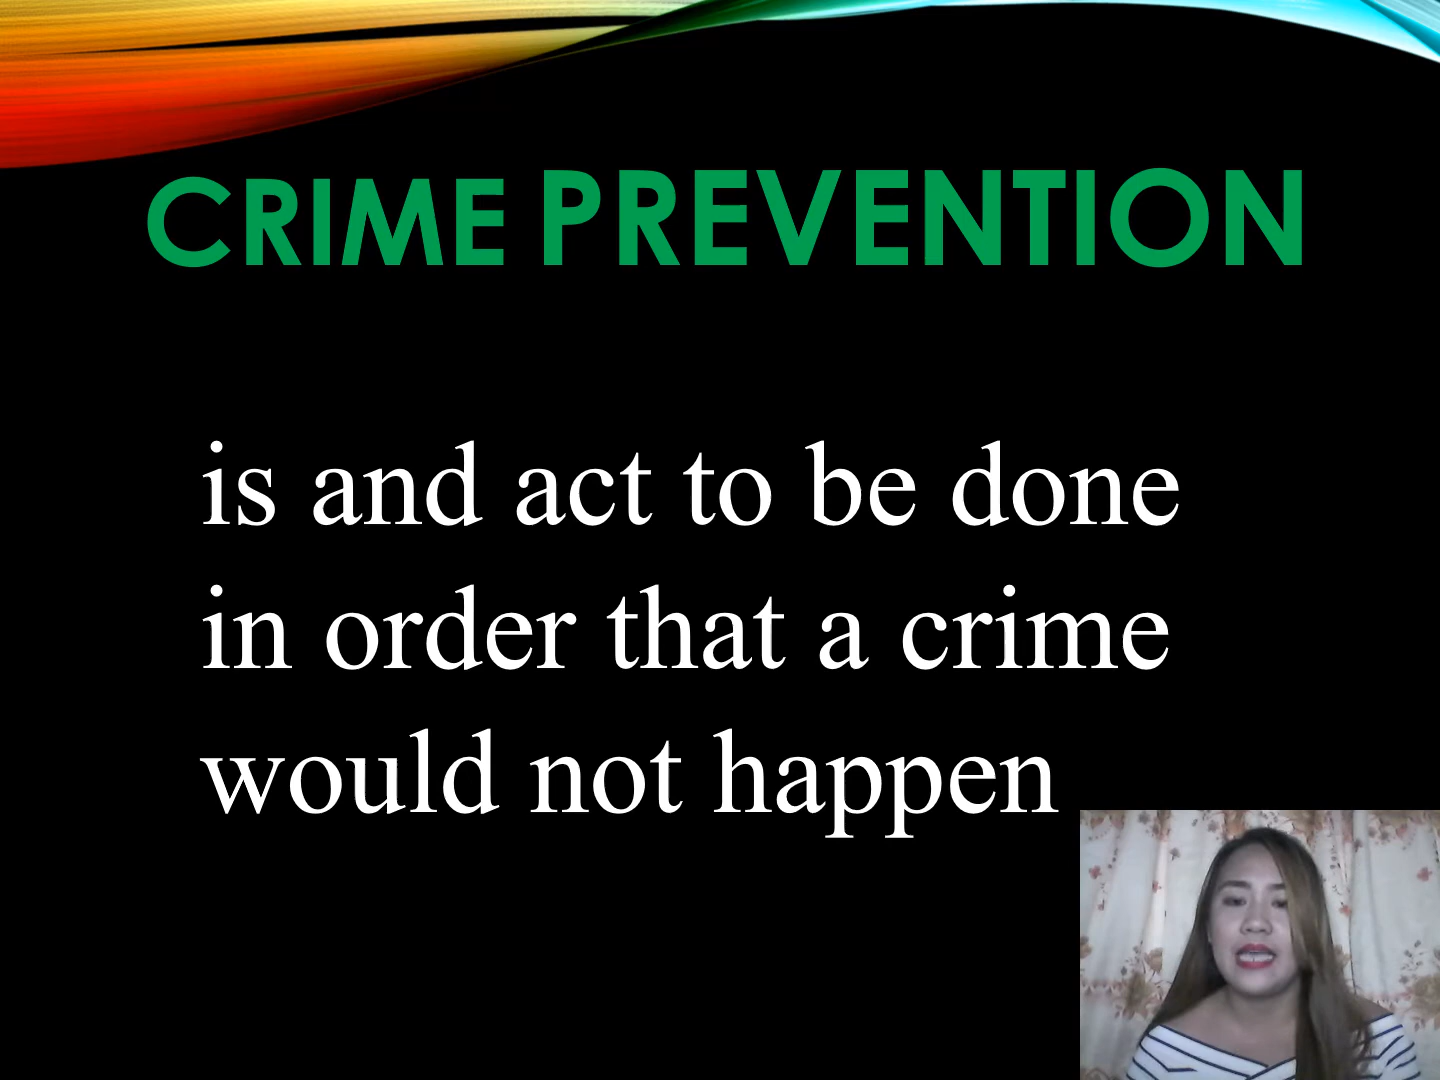 CRIME PREVENTION
is and act to be done
in order that a crime
would not happen